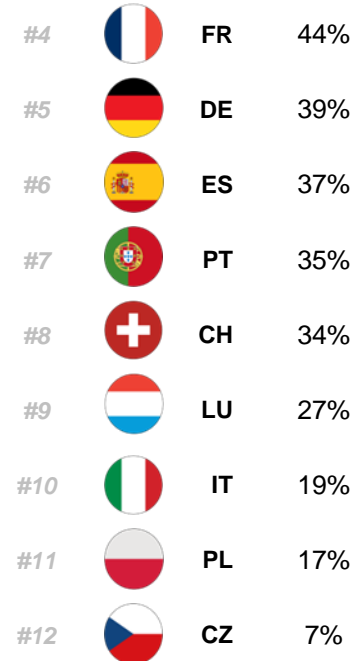 #4 FR 44%
#5 DE 39%
#6 ES 37%
#7 PT 35%
#8 CH 34%
#9 LU 27%
#10 IT 19%
#11 PL 17%
#12 CZ 7%